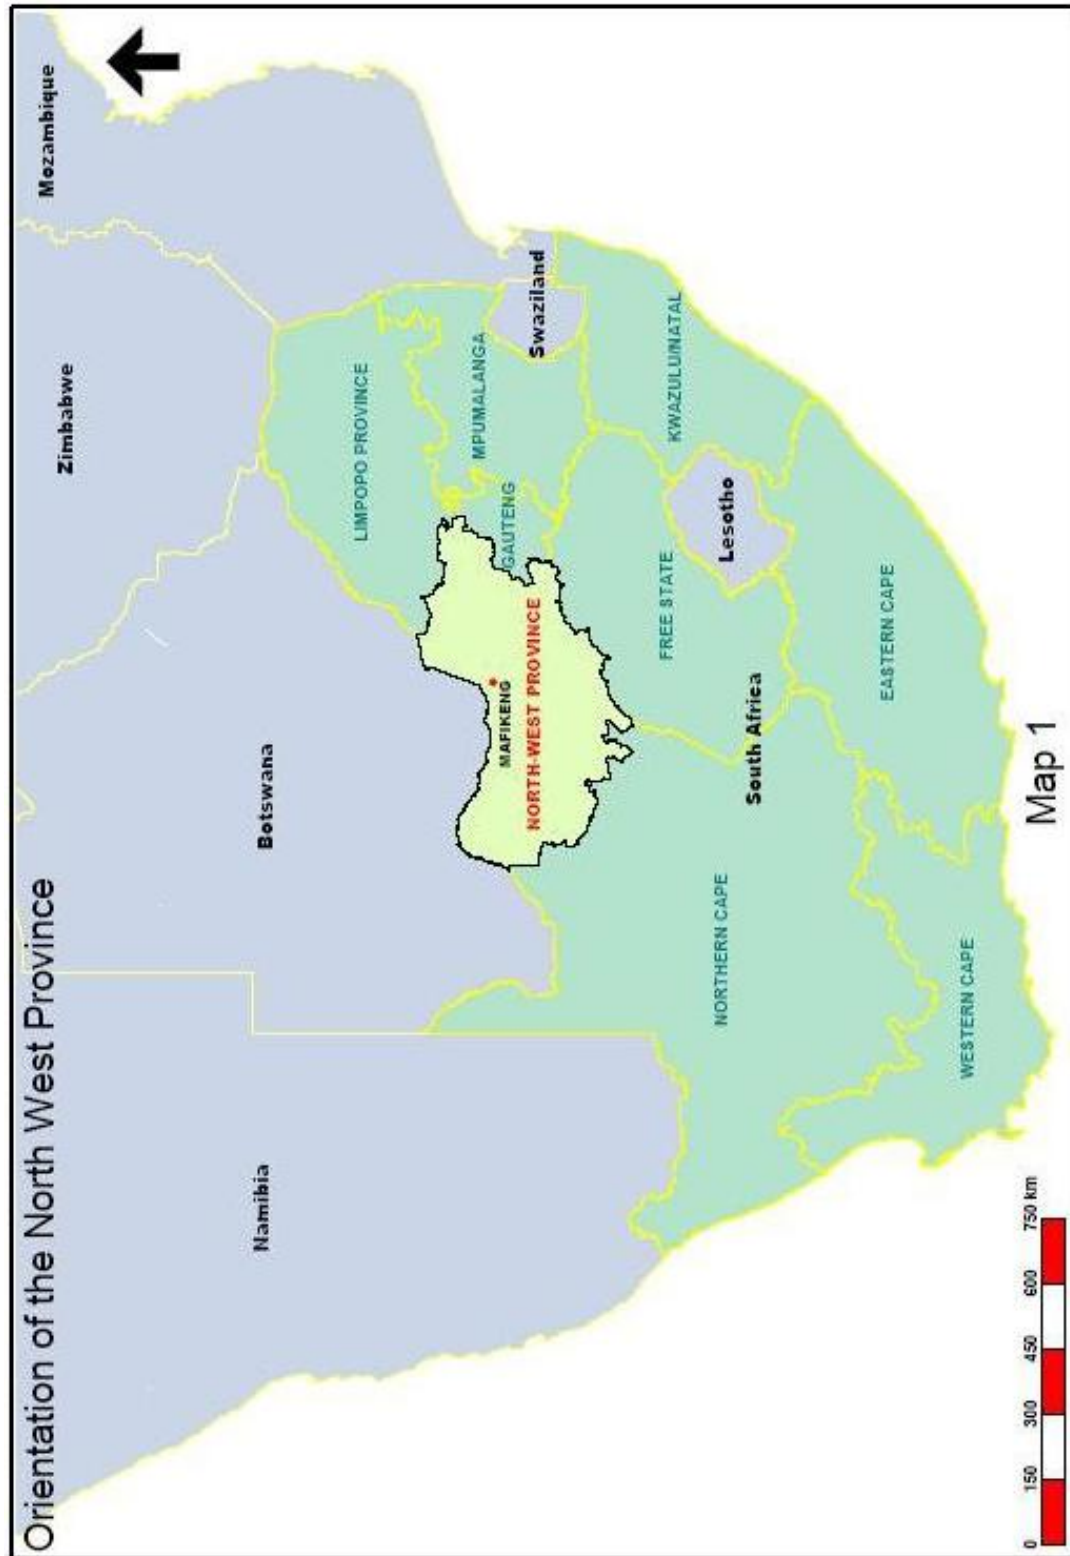 Orientation of the North West Province
Mozambique
Zimbabwe
Botswana
Namibia
LIMPOPO PROVINCE
MPUMALANGA
Swaziland
GAUTENG
MAFIKENG
NORTH-WEST PROVINCE
KWAZULU/NATAL
FREE STATE
Lesotho
South Africa
NORTHERN CAPE
EASTERN CAPE
WESTERN CAPE
0 150 300 450 600 750 km
Map 1